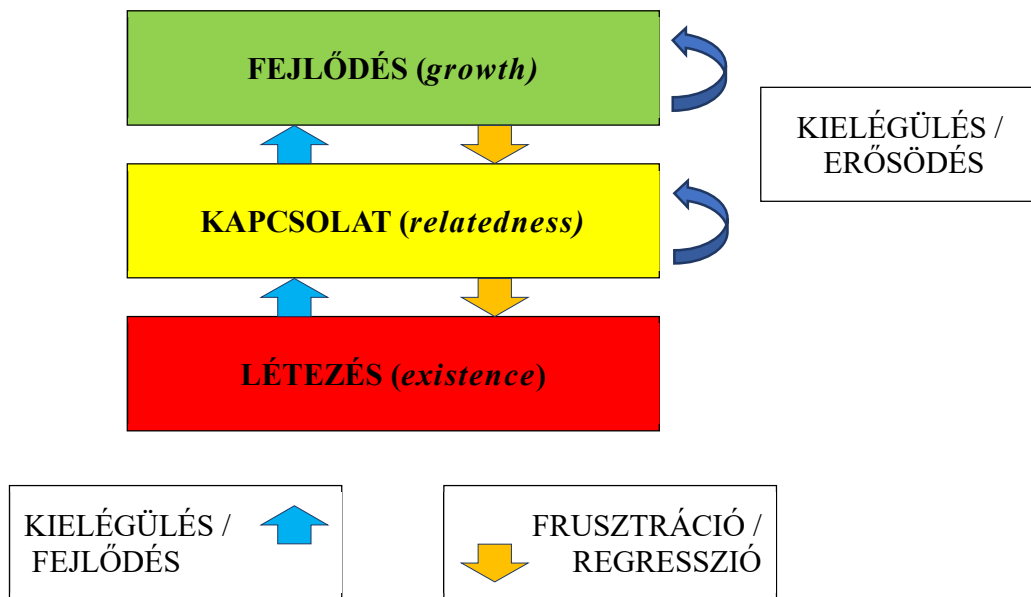 FEJLŐDÉS (growth)
KIELÉGÜLÉS /
ERŐSÖDÉS
KAPCSOLAT (relatedness)
LÉTEZÉS (existence)
KIELÉGÜLÉS /
FEJLŐDÉS
FRUSZTRÁCIÓ /
REGRESSZIÓ